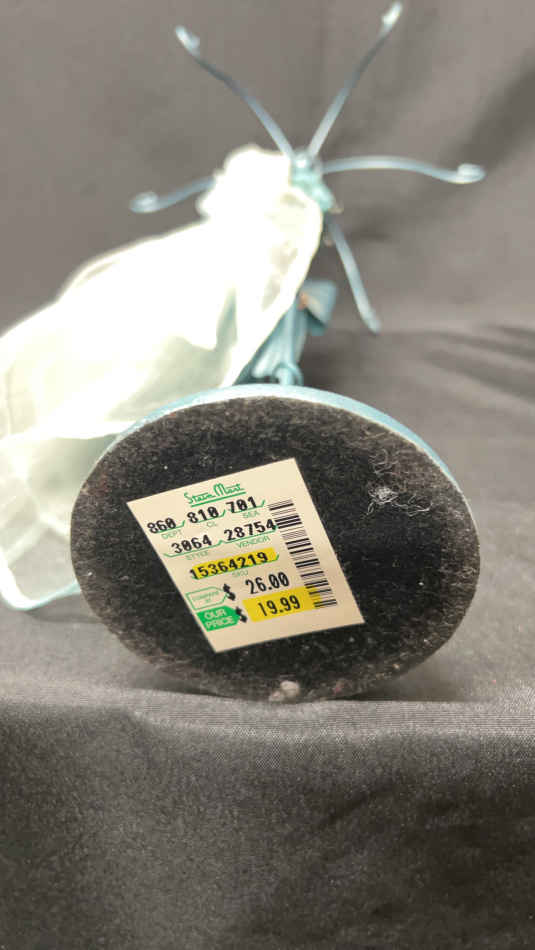 Stein Mart
860 810 701
DEPT CL SEA
3064 28754
STYLE VENDOR
15364219
SKU
COMPARE AT $ 26.00
OUR PRICE $ 19.99